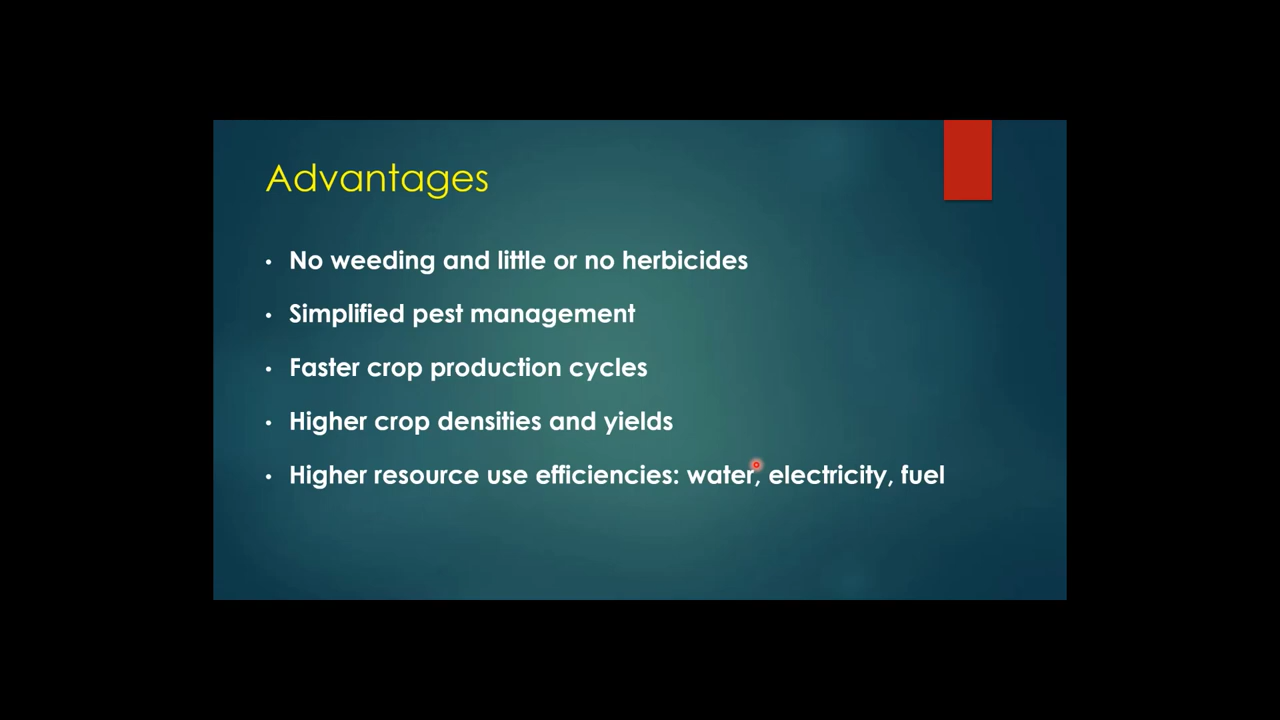 Advantages
• No weeding and little or no herbicides
• Simplified pest management
• Faster crop production cycles
• Higher crop densities and yields
• Higher resource use efficiencies: water, electricity, fuel